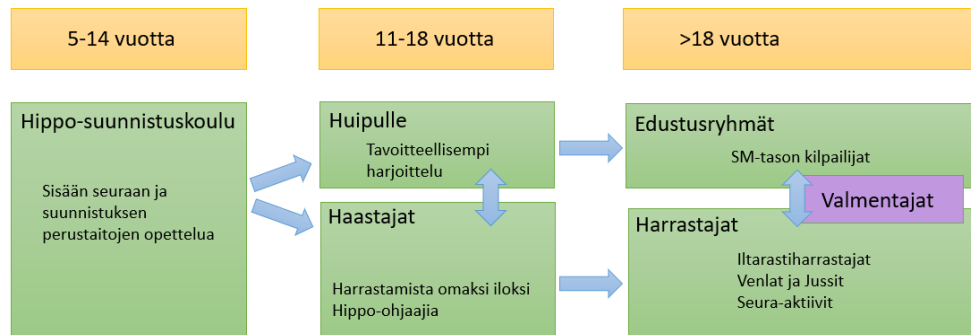 5-14 vuotta
11-18 vuotta
>18 vuotta
Hippo-suunnistuskoulu
Sisään seuraan ja
suunnistuksen
perustaitojen opettelua
Huipulle
Tavoitteellisempi
harjoittelu
Haastajat
Harrastamista omaksi iloksi
Hippo-ohjaajia
Edustusryhmät
SM-tason kilpailijat
Valmentajat
Harrastajat
Iltarastiharrastajat
Venlat ja Jussit
Seura-aktiivit